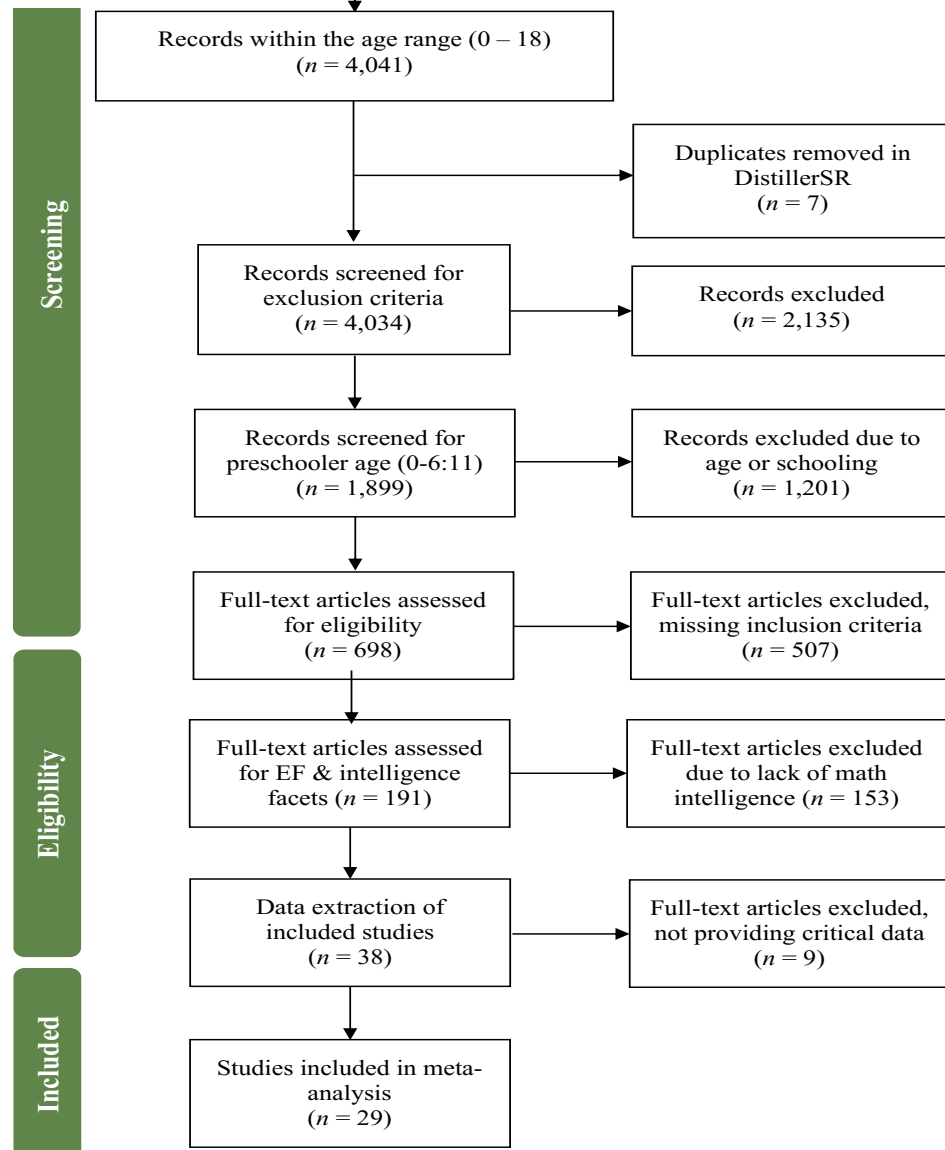 Records within the age range (0 – 18)
(n = 4,041)
Duplicates removed in
DistillerSR
(n = 7)
Screening
Records screened for
exclusion criteria
(n = 4,034)
Records excluded
(n = 2,135)
Records screened for
preschooler age (0-6:11)
(n = 1,899)
Records excluded due to
age or schooling
(n = 1,201)
Full-text articles assessed
for eligibility
(n = 698)
Full-text articles excluded,
missing inclusion criteria
(n = 507)
Eligibility
Full-text articles assessed
for EF & intelligence
facets (n = 191)
Full-text articles excluded
due to lack of math
intelligence (n = 153)
Data extraction of
included studies
(n = 38)
Full-text articles excluded,
not providing critical data
(n = 9)
Included
Studies included in meta-
analysis
(n = 29)